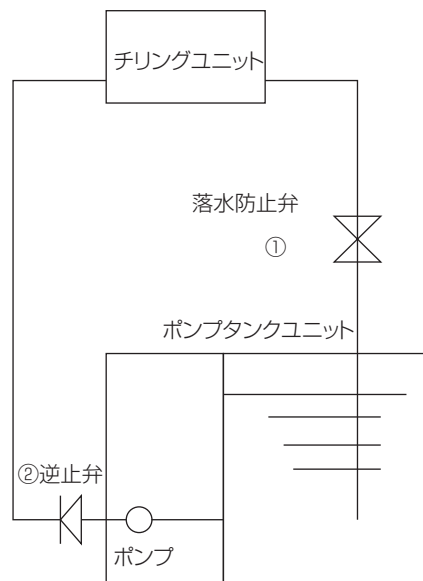 チリングユニット
落水防止弁
①
ポンプタンクユニット
②逆止弁
ポンプ